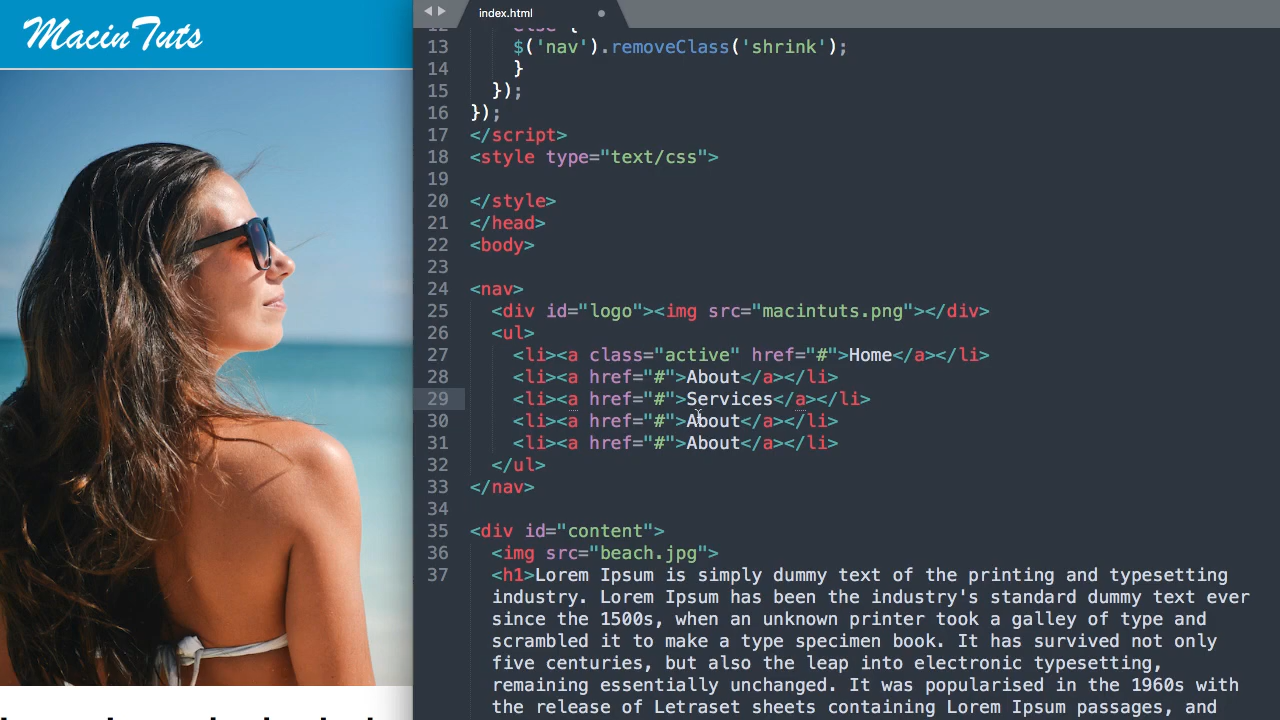 MacinTuts
index.html
12 else {
13 $('nav').removeClass('shrink');
14 }
15 });
16 });
17 </script>
18 <style type="text/css">
19
20 </style>
21 </head>
22 <body>
23
24 <nav>
25 <div id="logo"><img src="macintuts.png"></div>
26 <ul>
27 <li><a class="active" href="#">Home</a></li>
28 <li><a href="#">About</a></li>
29 <li><a href="#">Services</a></li>
30 <li><a href="#">About</a></li>
31 <li><a href="#">About</a></li>
32 </ul>
33 </nav>
34
35 <div id="content">
36 <img src="beach.jpg">
37 <h1>Lorem Ipsum is simply dummy text of the printing and typesetting
industry. Lorem Ipsum has been the industry's standard dummy text ever
since the 1500s, when an unknown printer took a galley of type and
scrambled it to make a type specimen book. It has survived not only
five centuries, but also the leap into electronic typesetting,
remaining essentially unchanged. It was popularised in the 1960s with
the release of Letraset sheets containing Lorem Ipsum passages, and